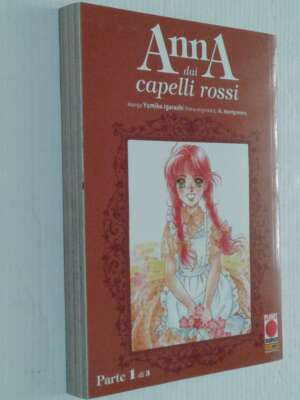 AnnA
dai
capelli rossi
Manga Yumiko Igarashi
Parte 1 di 3